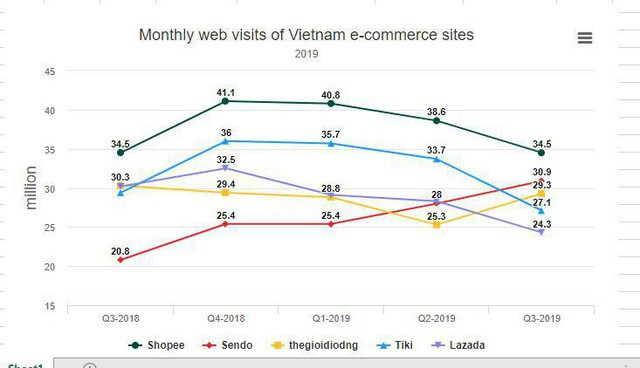 Monthly web visits of Vietnam e-commerce sites
2019
million
45
40
35
30
25
20
15
34.5 41.1 40.8 38.6 34.5
36 35.7 33.7 27.1
30.3 32.5 28.8 28 24.3
29.4 25.3 29.3
20.8 25.4 25.4 30.9
Q3-2018 Q4-2018 Q1-2019 Q2-2019 Q3-2019
Shopee Sendo thegioidiodng Tiki Lazada
Sheet1